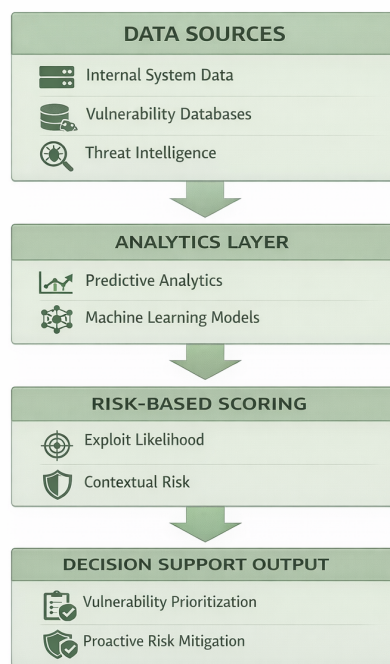 DATA SOURCES
Internal System Data
Vulnerability Databases
Threat Intelligence
ANALYTICS LAYER
Predictive Analytics
Machine Learning Models
RISK-BASED SCORING
Exploit Likelihood
Contextual Risk
DECISION SUPPORT OUTPUT
Vulnerability Prioritization
Proactive Risk Mitigation